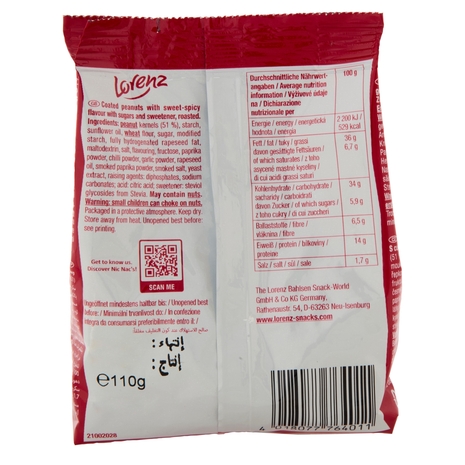 Lorenz
GB Coated peanuts with sweet-spicy
flavour with sugars and sweetener, roasted.
Ingredients: peanut kernels (51 %), starch,
sunflower oil, wheat flour, sugar, modified
starch, fully hydrogenated rapeseed fat,
maltodextrin, salt, flavouring, fructose, paprika
powder, chilli powder, garlic powder, rapeseed
oil, smoked paprika powder, smoked salt, yeast
extract, raising agents: diphosphates, sodium
carbonates; acid: citric acid; sweetener: steviol
glycosides from Stevia. May contain nuts.
Warning: small children can choke on nuts.
Packaged in a protective atmosphere. Keep dry.
Store away from heat. Unopened best before:
see printing.
Get to know us.
Discover Nic Nac's!
SCAN ME
Ungeöffnet mindestens haltbar bis: / Unopened best
before: / Minimální trvanlivost do: / In confezione
integra da consumarsi preferibilmente entro il: /
إنتهاء :
إنتاج :
℮110g
21002028
Durchschnittliche Nährwert-
angaben / Average nutrition
information / Výživové údaje
na / Dichiarazione
nutrizionale per
100 g
Energie / energy / energetická
hodnota / energia
2 200 kJ /
529 kcal
Fett / fat / tuky / grassi
36 g
davon gesättigte Fettsäuren /
of which saturates / z toho
nasycené mastné kyseliny /
di cui acidi grassi saturi
6,7 g
Kohlenhydrate / carbohydrate /
sacharidy / carboidrati
34 g
davon Zucker / of which sugars /
z toho cukry / di cui zuccheri
5,9 g
Ballaststoffe / fibre /
vláknina / fibre
6,5 g
Eiweiß / protein / bílkoviny /
proteine
14 g
Salz / salt / sůl / sale
1,7 g
The Lorenz Bahlsen Snack-World
GmbH & Co KG Germany,
Rathenaustr. 54, D-63263 Neu-Isenburg
www.lorenz-snacks.com
4 018077 764011